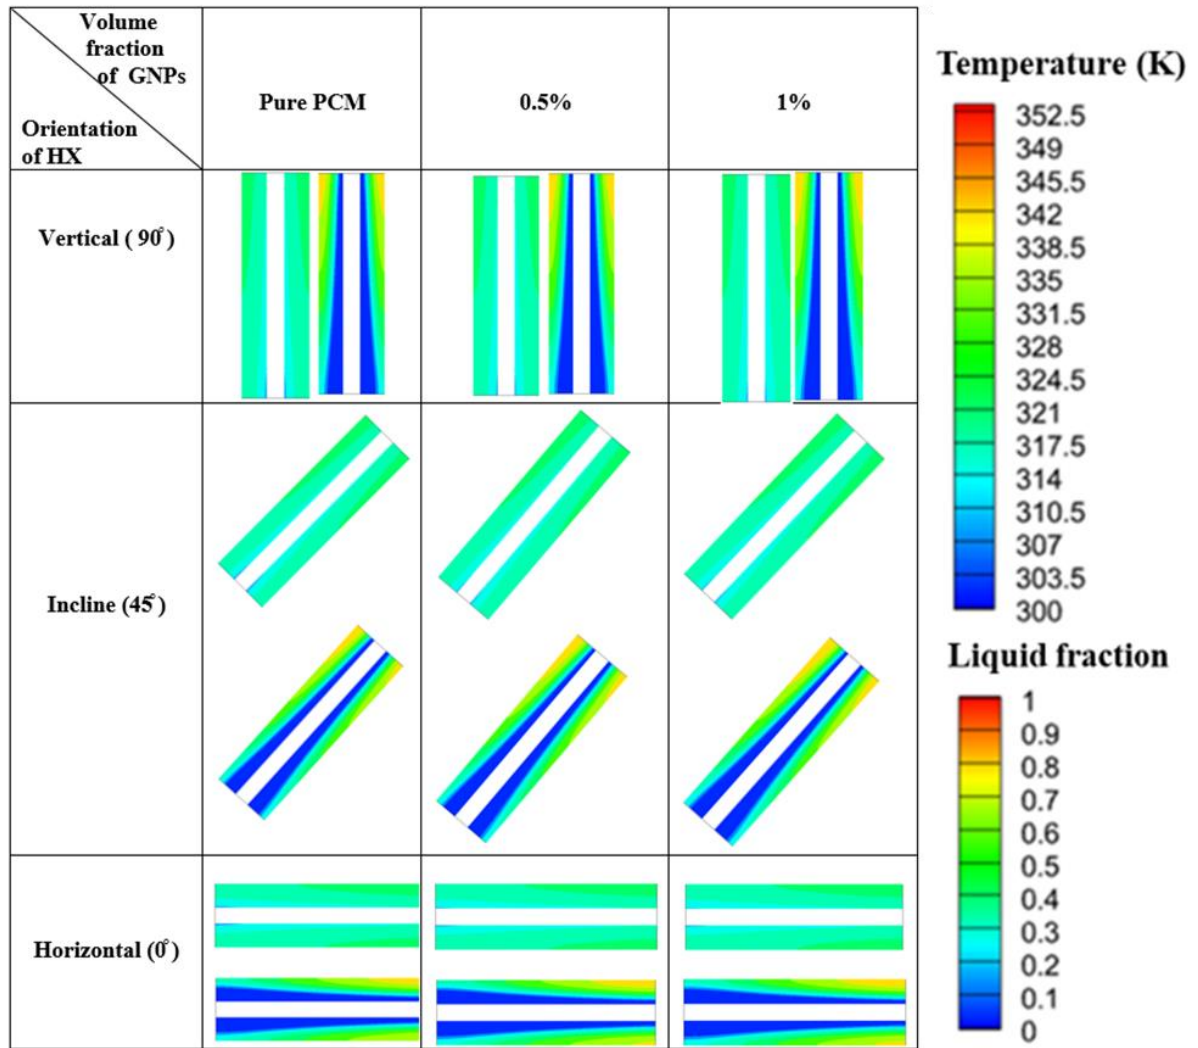 Volume
fraction
of GNPs
Orientation
of HX
Pure PCM
0.5%
1%
Vertical ( 90°)
Incline (45°)
Horizontal (0°)
Temperature (K)
352.5
349
345.5
342
338.5
335
331.5
328
324.5
321
317.5
314
310.5
307
303.5
300
Liquid fraction
1
0.9
0.8
0.7
0.6
0.5
0.4
0.3
0.2
0.1
0